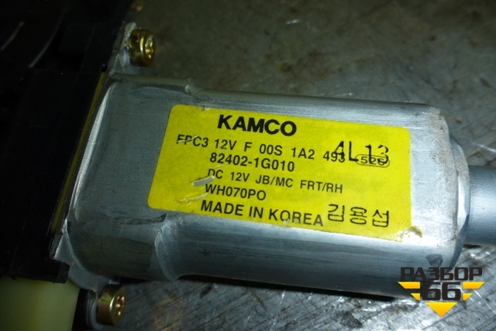 KAMCO
FPC3 12V F 00S 1A2 493 4L13
82402-1G010
DC 12V JB/MC FRT/RH
WH070PO
MADE IN KOREA 김용섭
РАЗБОР
66